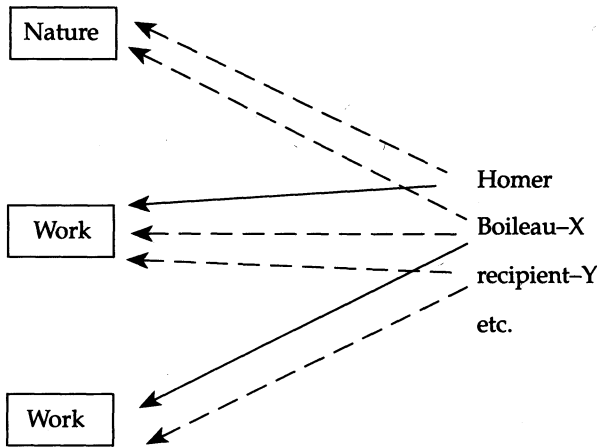 Nature
Homer
Work
Boileau–X
recipient–Y
etc.
Work